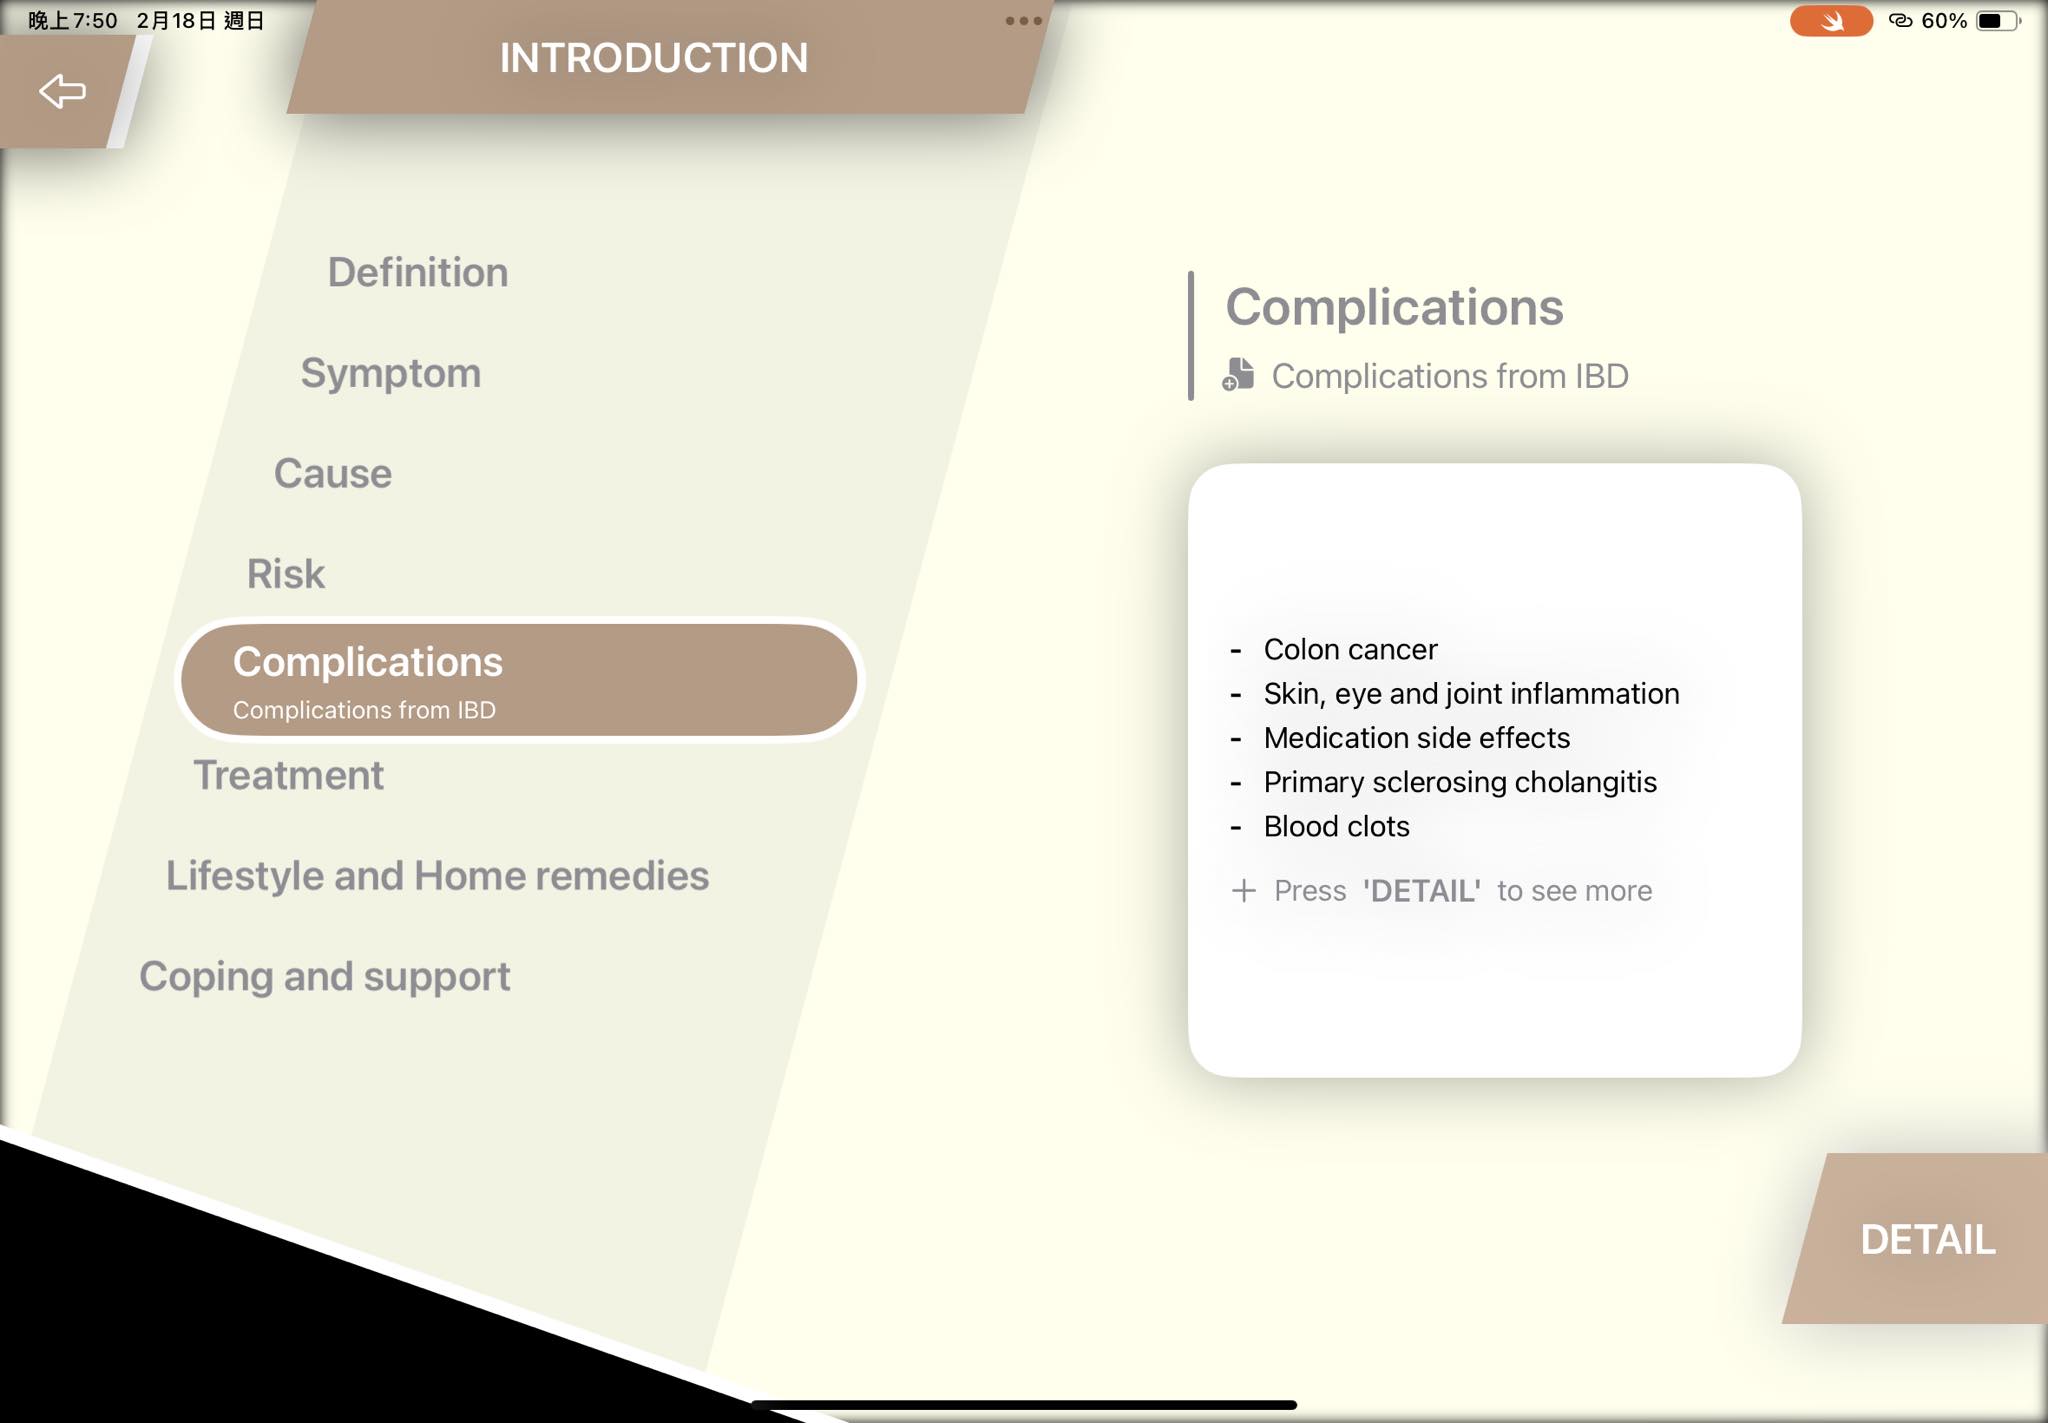 晚上7:50 2月18日 週日
60%
INTRODUCTION
Definition
Symptom
Cause
Risk
Complications
Complications from IBD
Treatment
Lifestyle and Home remedies
Coping and support
Complications
Complications from IBD
- Colon cancer
- Skin, eye and joint inflammation
- Medication side effects
- Primary sclerosing cholangitis
- Blood clots
+ Press 'DETAIL' to see more
DETAIL